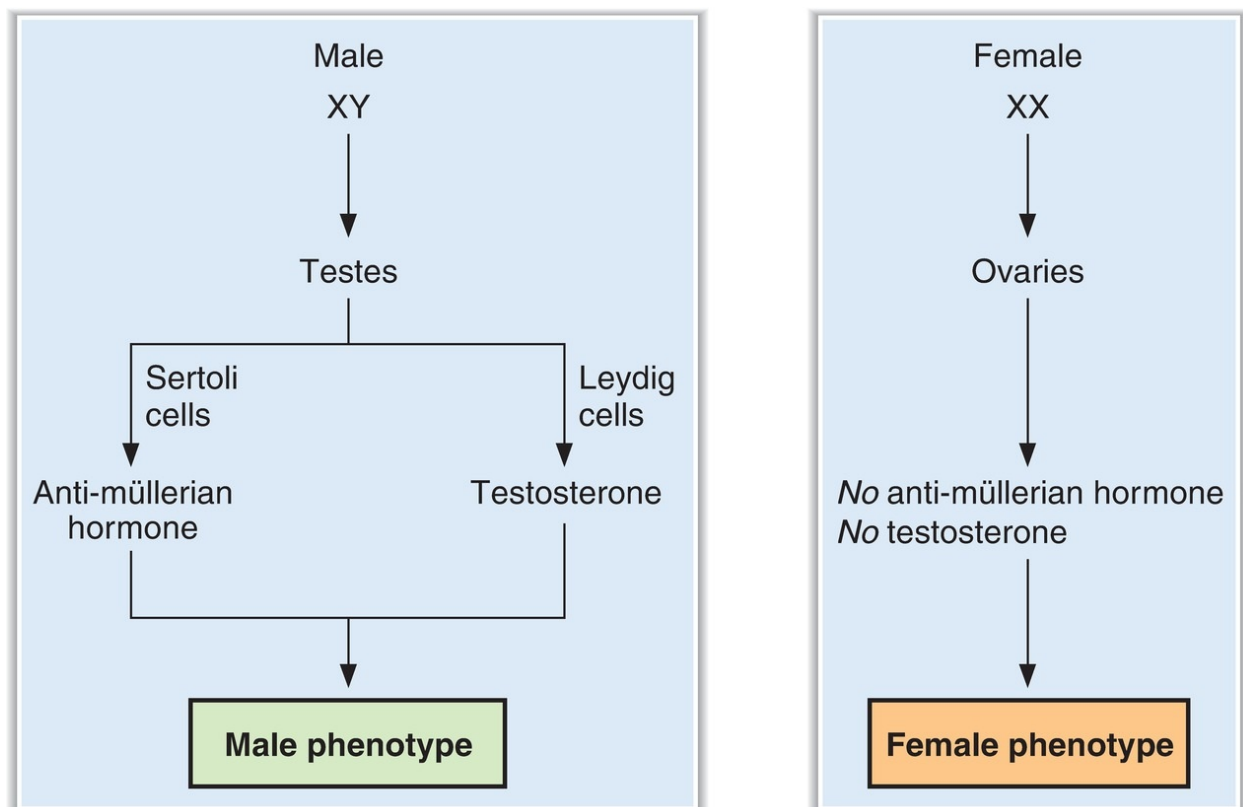 Male
XY
Testes
Sertoli
cells
Leydig
cells
Anti-müllerian
hormone
Testosterone
Male phenotype
Female
XX
Ovaries
No anti-müllerian hormone
No testosterone
Female phenotype